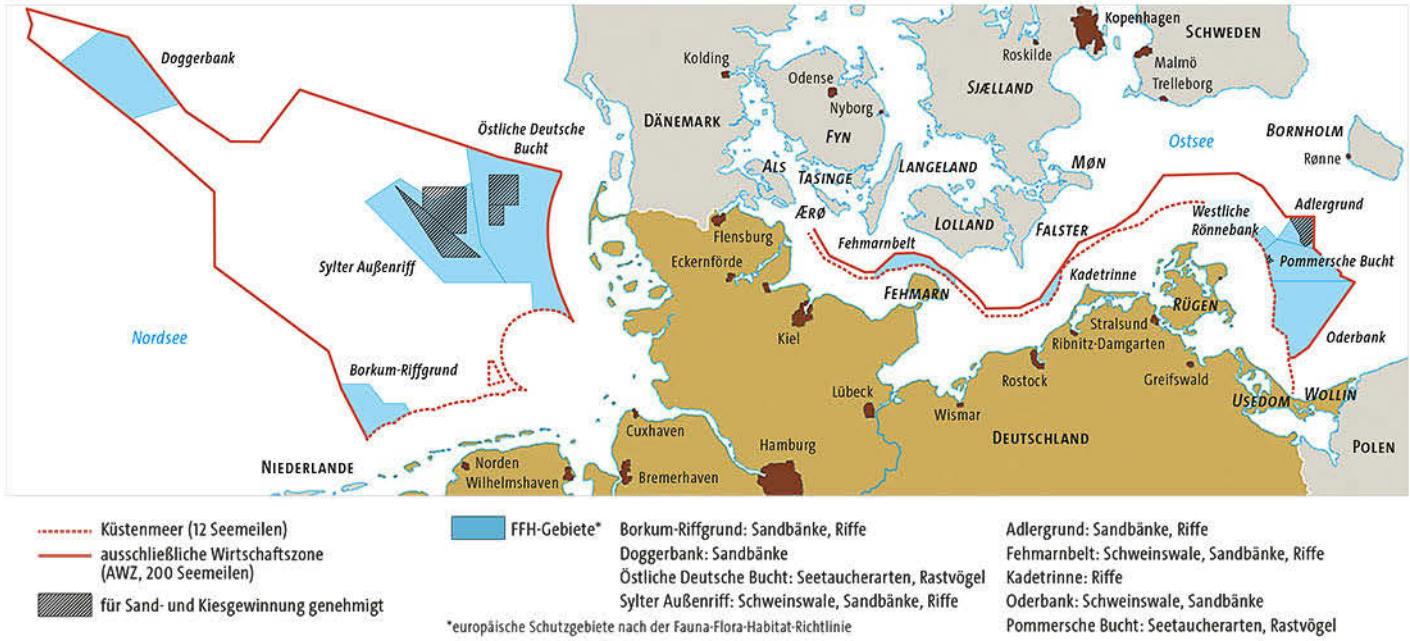 Kopenhagen
SCHWEDEN
Doggerbank
Roskilde
Malmö
Kolding
Odense
Trelleborg
SJÆLLAND
Nyborg
DÄNEMARK
FYN
Östliche Deutsche
Bucht
Ostsee
BORNHOLM
Rønne
ALS
TASINGE
LANGELAND
MØN
ÆRØ
LOLLAND
FALSTER
Westliche
Rönnebank
Adlergrund
Flensburg
Fehmarnbelt
Eckernförde
Sylter Außenriff
Kadetrinne
Pommersche Bucht
FEHMARN
RÜGEN
Nordsee
Kiel
Stralsund
Ribnitz-Damgarten
Oderbank
Borkum-Riffgrund
Rostock
Greifswald
Lübeck
Wismar
USEDOM
WOLLIN
Cuxhaven
DEUTSCHLAND
Hamburg
POLEN
NIEDERLANDE
Norden
Wilhelmshaven
Bremerhaven
Küstenmeer (12 Seemeilen)
ausschließliche Wirtschaftszone
(AWZ, 200 Seemeilen)
für Sand- und Kiesgewinnung genehmigt
FFH-Gebiete*
Borkum-Riffgrund: Sandbänke, Riffe
Doggerbank: Sandbänke
Östliche Deutsche Bucht: Seetaucherarten, Rastvögel
Sylter Außenriff: Schweinswale, Sandbänke, Riffe
Adlergrund: Sandbänke, Riffe
Fehmarnbelt: Schweinswale, Sandbänke, Riffe
Kadetrinne: Riffe
Oderbank: Schweinswale, Sandbänke
Pommersche Bucht: Seetaucherarten, Rastvögel
*europäische Schutzgebiete nach der Fauna-Flora-Habitat-Richtlinie